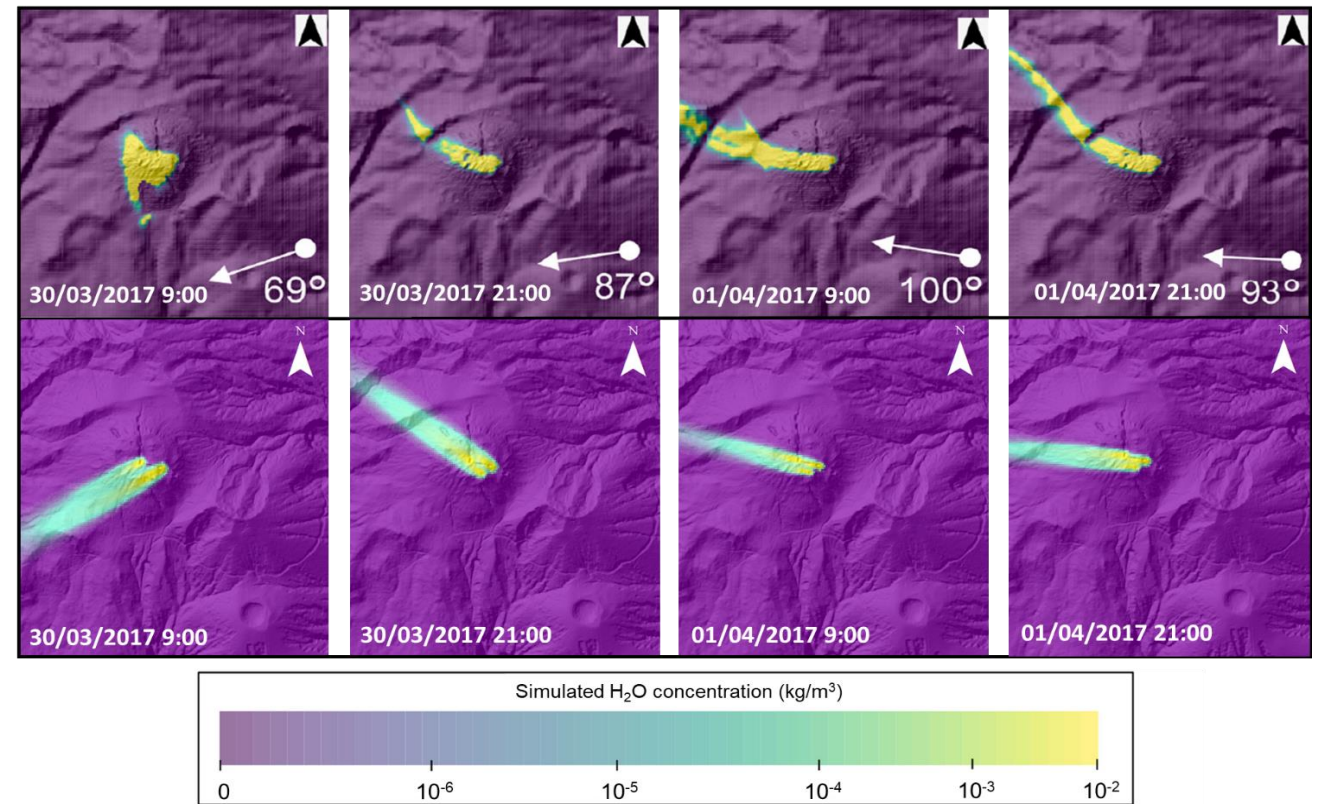 30/03/2017 9:00 69°
30/03/2017 21:00 87°
01/04/2017 9:00 100°
01/04/2017 21:00 93°
N
N
N
N
30/03/2017 9:00
30/03/2017 21:00
01/04/2017 9:00
01/04/2017 21:00
Simulated H₂O concentration (kg/m³)
0 10⁻⁶ 10⁻⁵ 10⁻⁴ 10⁻³ 10⁻²